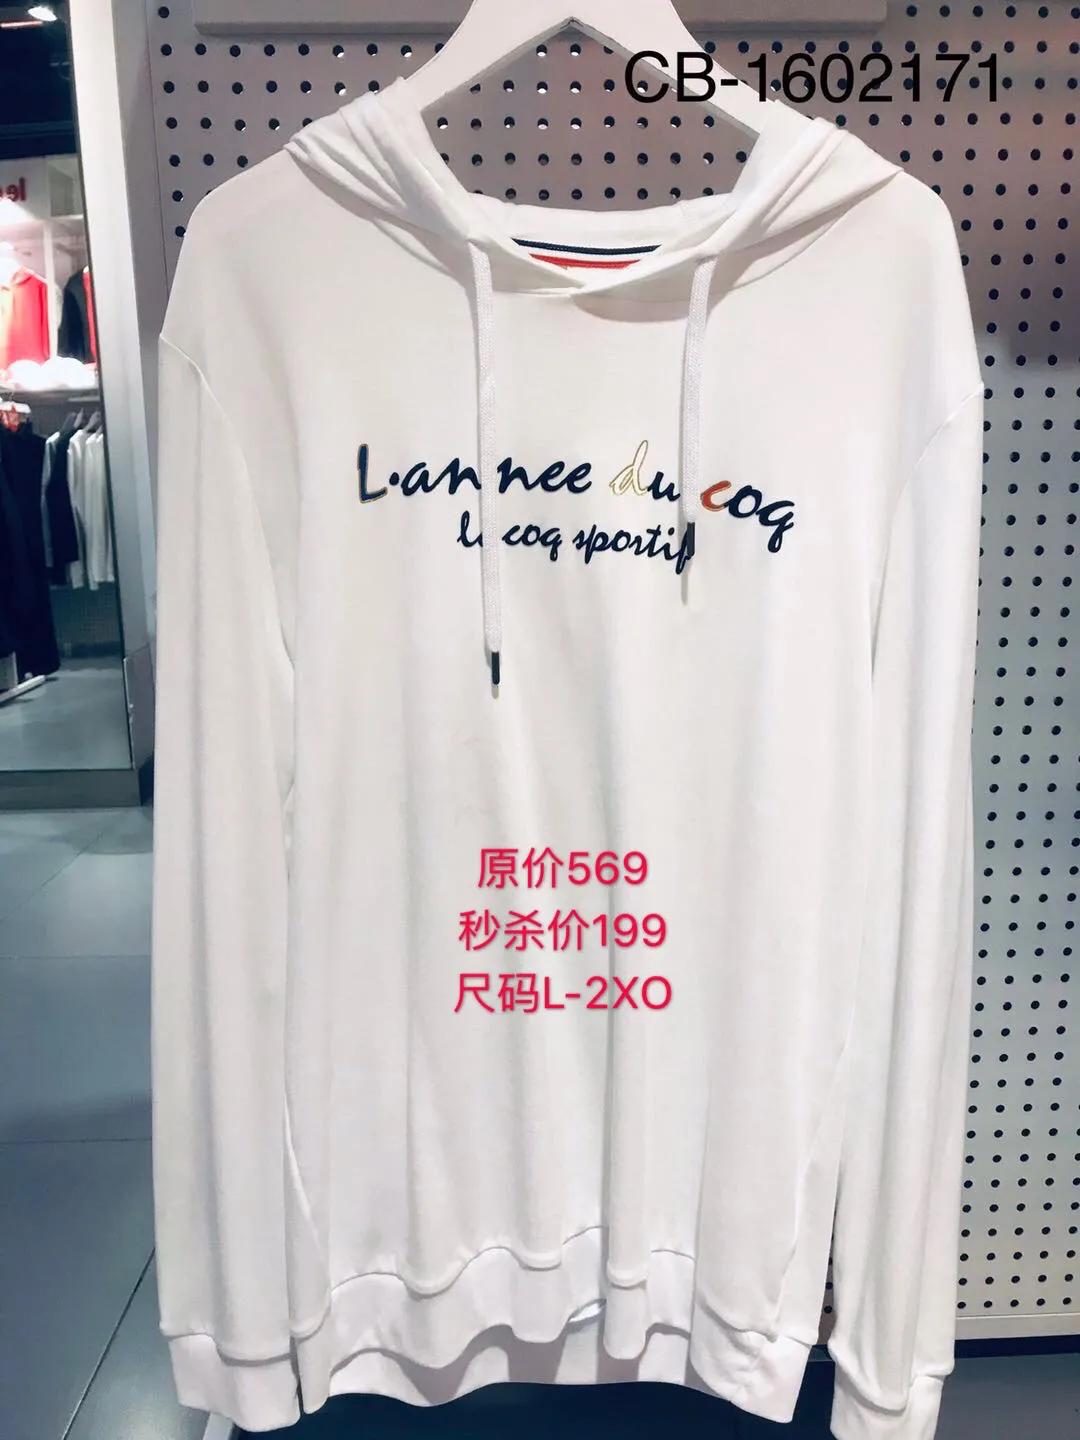 CB-1602171
L·annee du coq
le coq sportif
原价569
秒杀价199
尺码L-2XO